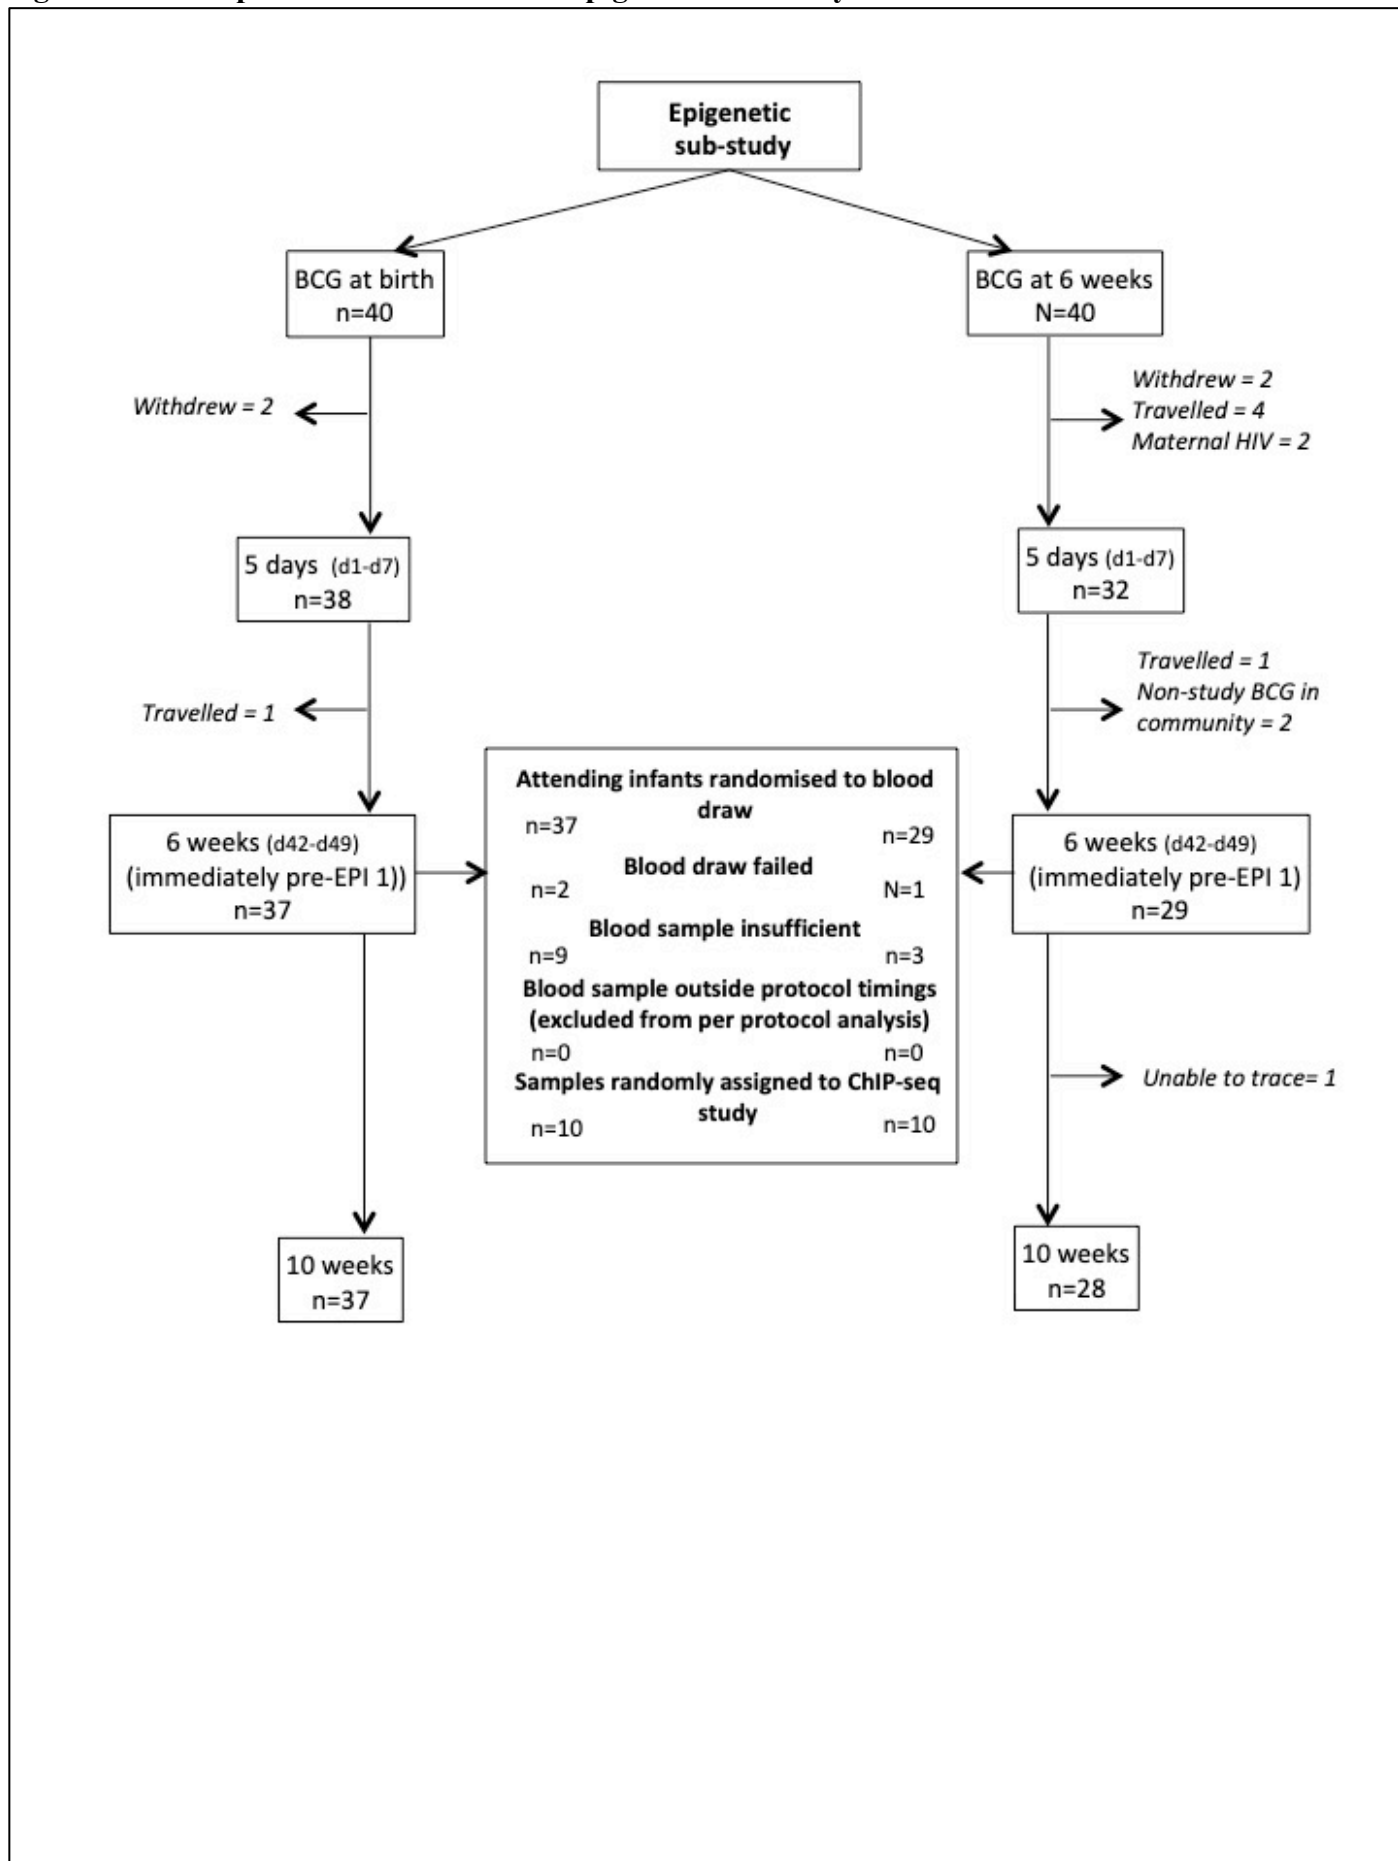 Epigenetic
sub-study
BCG at birth
n=40
BCG at 6 weeks
N=40
Withdrew = 2
Withdrew = 2
Travelled = 4
Maternal HIV = 2
5 days (d1-d7)
n=38
5 days (d1-d7)
n=32
Travelled = 1
Travelled = 1
Non-study BCG in
community = 2
6 weeks (d42-d49)
(immediately pre-EPI 1))
n=37
Attending infants randomised to blood
draw
n=37 n=29
Blood draw failed
n=2 N=1
Blood sample insufficient
n=9 n=3
Blood sample outside protocol timings
(excluded from per protocol analysis)
n=0 n=0
Samples randomly assigned to ChIP-seq
study
n=10 n=10
6 weeks (d42-d49)
(immediately pre-EPI 1)
n=29
Unable to trace= 1
10 weeks
n=37
10 weeks
n=28